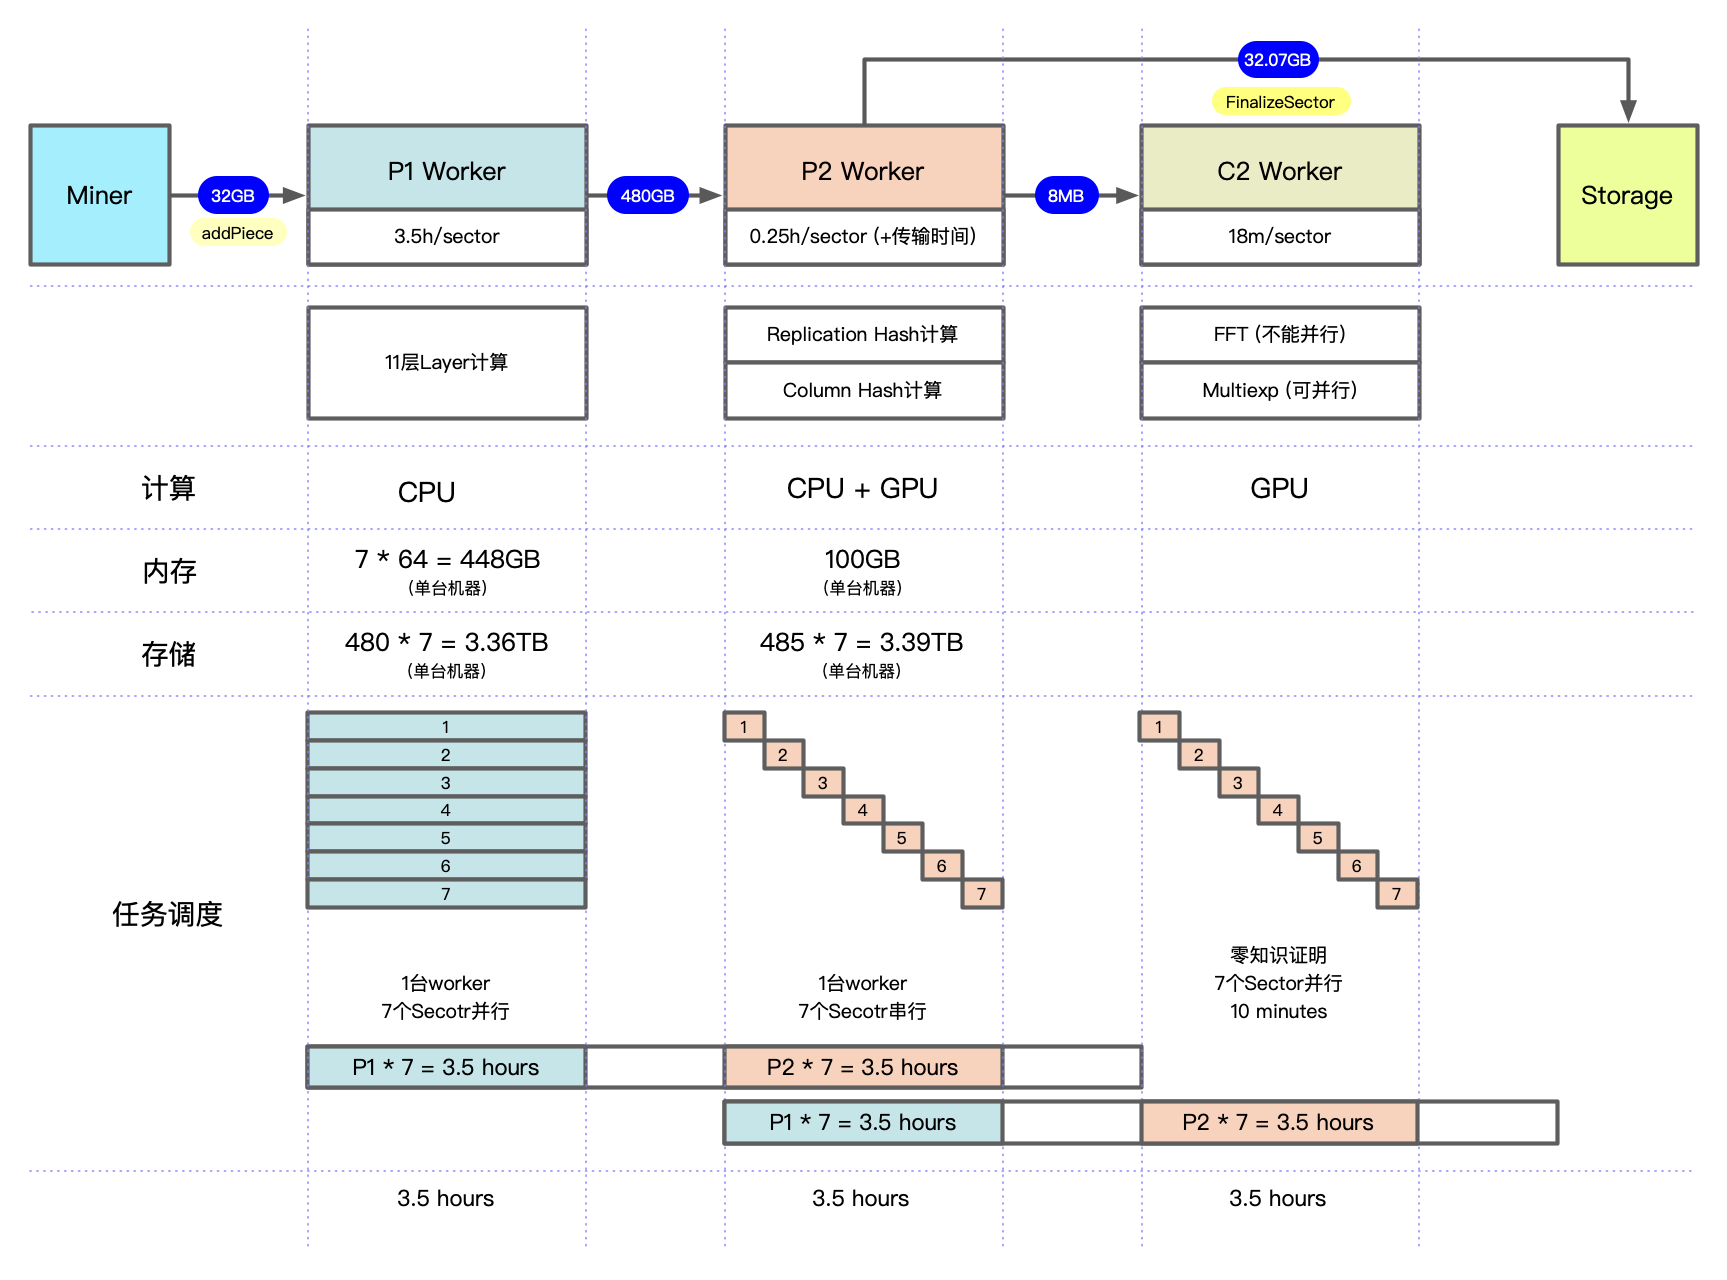 32.07GB
FinalizeSector
Miner
32GB
addPiece
P1 Worker
3.5h/sector
480GB
P2 Worker
0.25h/sector (+传输时间)
8MB
C2 Worker
18m/sector
Storage
11层Layer计算
Replication Hash计算
Column Hash计算
FFT (不能并行)
Multiexp (可并行)
计算
CPU
CPU + GPU
GPU
内存
7 * 64 = 448GB
(单台机器)
100GB
(单台机器)
存储
480 * 7 = 3.36TB
(单台机器)
485 * 7 = 3.39TB
(单台机器)
任务调度
1
2
3
4
5
6
7
1
2
3
4
5
6
7
1
2
3
4
5
6
7
1台worker
7个Secotr并行
1台worker
7个Secotr串行
零知识证明
7个Sector并行
10 minutes
P1 * 7 = 3.5 hours
P2 * 7 = 3.5 hours
P1 * 7 = 3.5 hours
P2 * 7 = 3.5 hours
3.5 hours
3.5 hours
3.5 hours